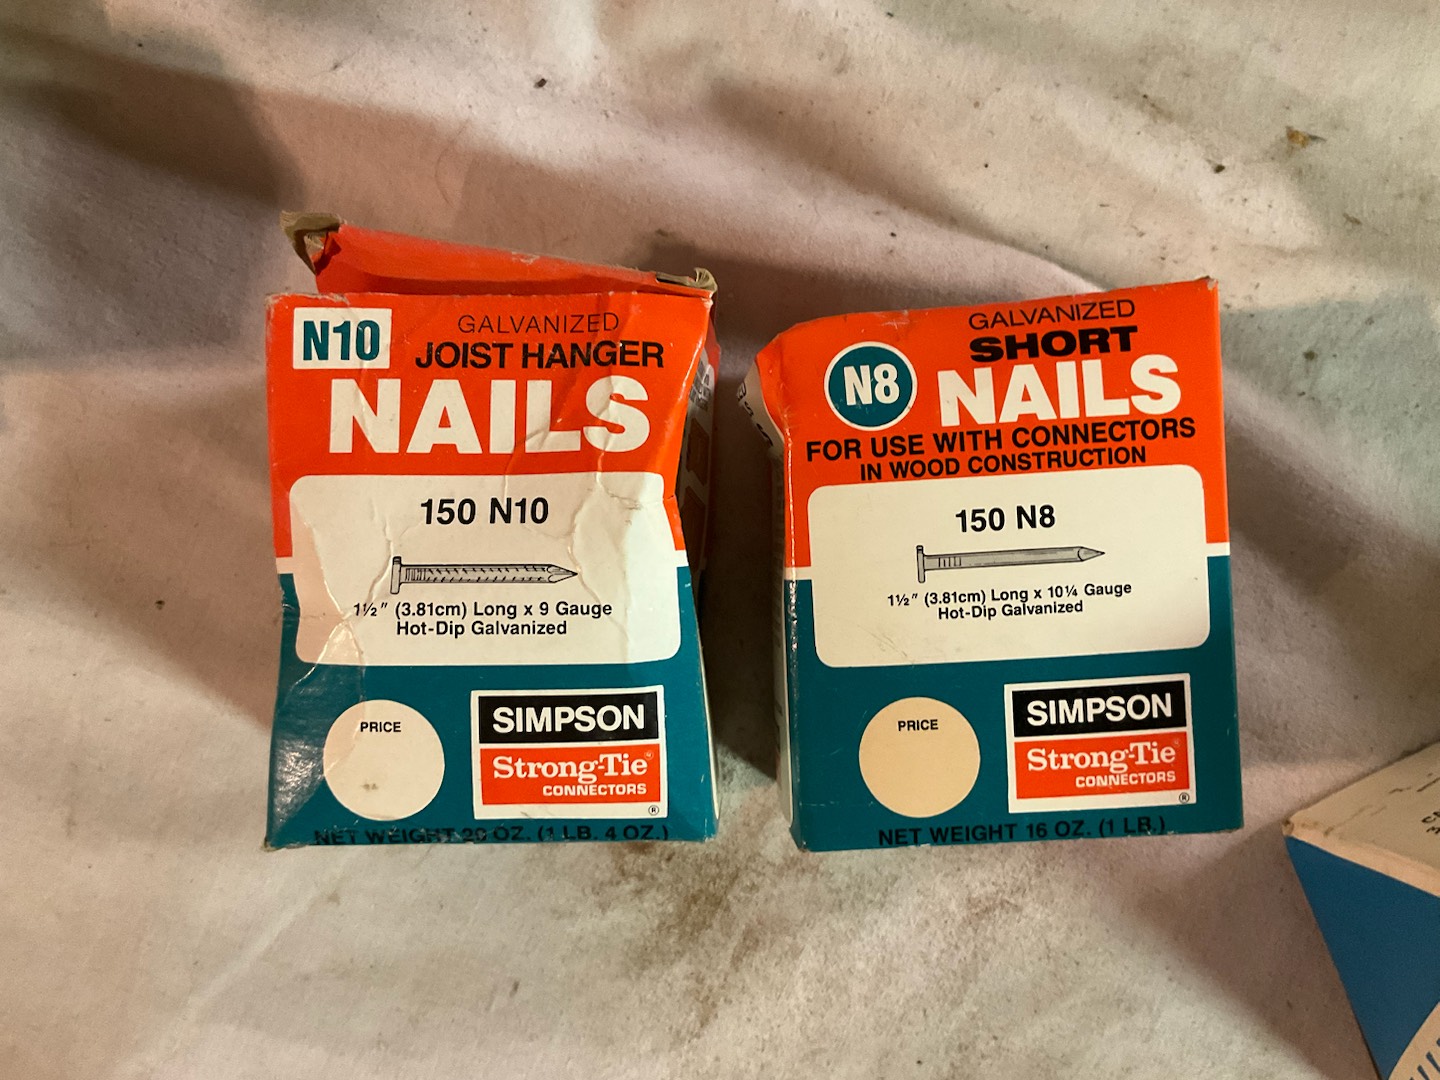 N10
GALVANIZED
JOIST HANGER
NAILS
150 N10
1½" (3.81cm) Long x 9 Gauge
Hot-Dip Galvanized
PRICE
SIMPSON
Strong-Tie®
CONNECTORS
®
NET WEIGHT 20 OZ. (1 LB. 4 OZ.)
N8
GALVANIZED
SHORT
NAILS
FOR USE WITH CONNECTORS
IN WOOD CONSTRUCTION
150 N8
1½" (3.81cm) Long x 10¼ Gauge
Hot-Dip Galvanized
PRICE
SIMPSON
Strong-Tie®
CONNECTORS
®
NET WEIGHT 16 OZ. (1 LB.)